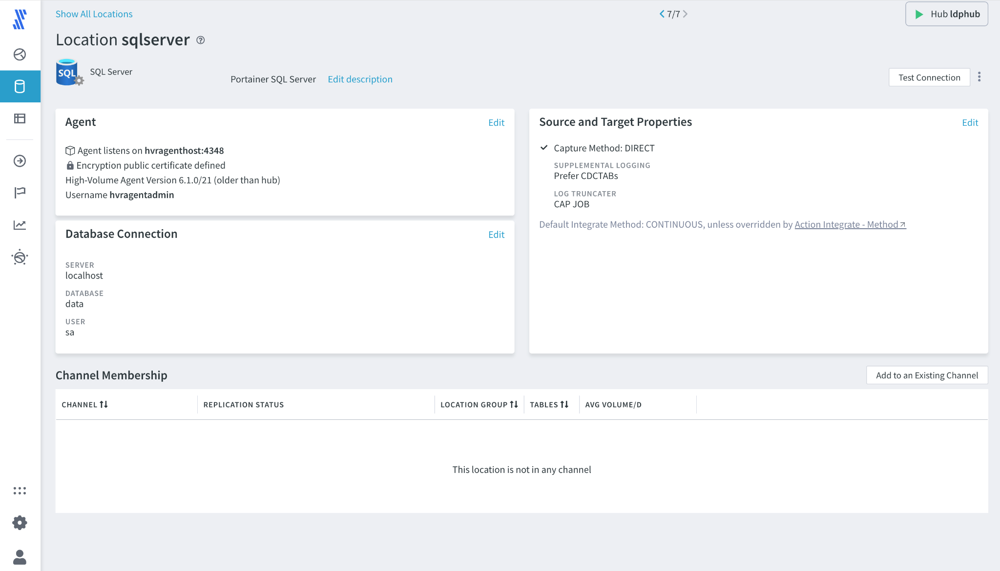 Show All Locations
7/7
Hub ldphub
Location sqlserver
SQL
SQL Server
Portainer SQL Server
Edit description
Test Connection
Agent
Edit
Agent listens on hvragenthost:4348
Encryption public certificate defined
High-Volume Agent Version 6.1.0/21 (older than hub)
Username hvragentadmin
Source and Target Properties
Edit
Capture Method: DIRECT
SUPPLEMENTAL LOGGING
Prefer CDCTABs
LOG TRUNCATER
CAP JOB
Default Integrate Method: CONTINUOUS, unless overridden by Action Integrate - Method
Database Connection
Edit
SERVER
localhost
DATABASE
data
USER
sa
Channel Membership
Add to an Existing Channel
CHANNEL
REPLICATION STATUS
LOCATION GROUP
TABLES
AVG VOLUME/D
This location is not in any channel